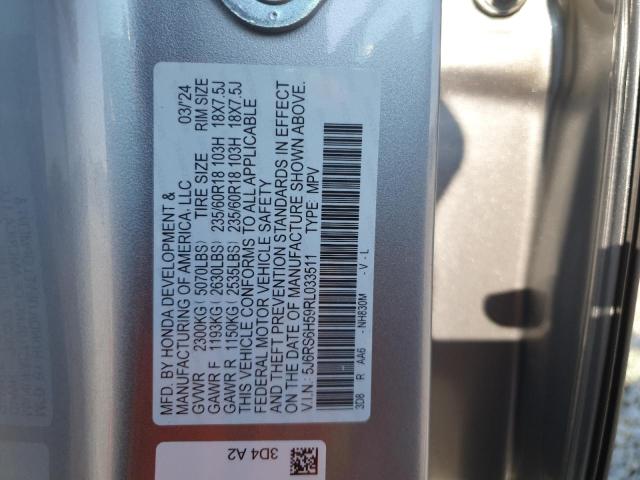 MFD. BY HONDA DEVELOPMENT & 03/'24
MANUFACTURING OF AMERICA, LLC
GVWR 2300KG ( 5070LBS) TIRE SIZE RIM SIZE
GAWR F 1193KG ( 2630LBS) 235/60R18 103H 18X7.5J
GAWR R 1150KG ( 2535LBS) 235/60R18 103H 18X7.5J
THIS VEHICLE CONFORMS TO ALL APPLICABLE
FEDERAL MOTOR VEHICLE SAFETY
AND THEFT PREVENTION STANDARDS IN EFFECT
ON THE DATE OF MANUFACTURE SHOWN ABOVE.
V.I.N.: 5J6RS6H59RL033511 TYPE: MPV
3D8 R AA6 - NH830M - V - L
3D4 A2